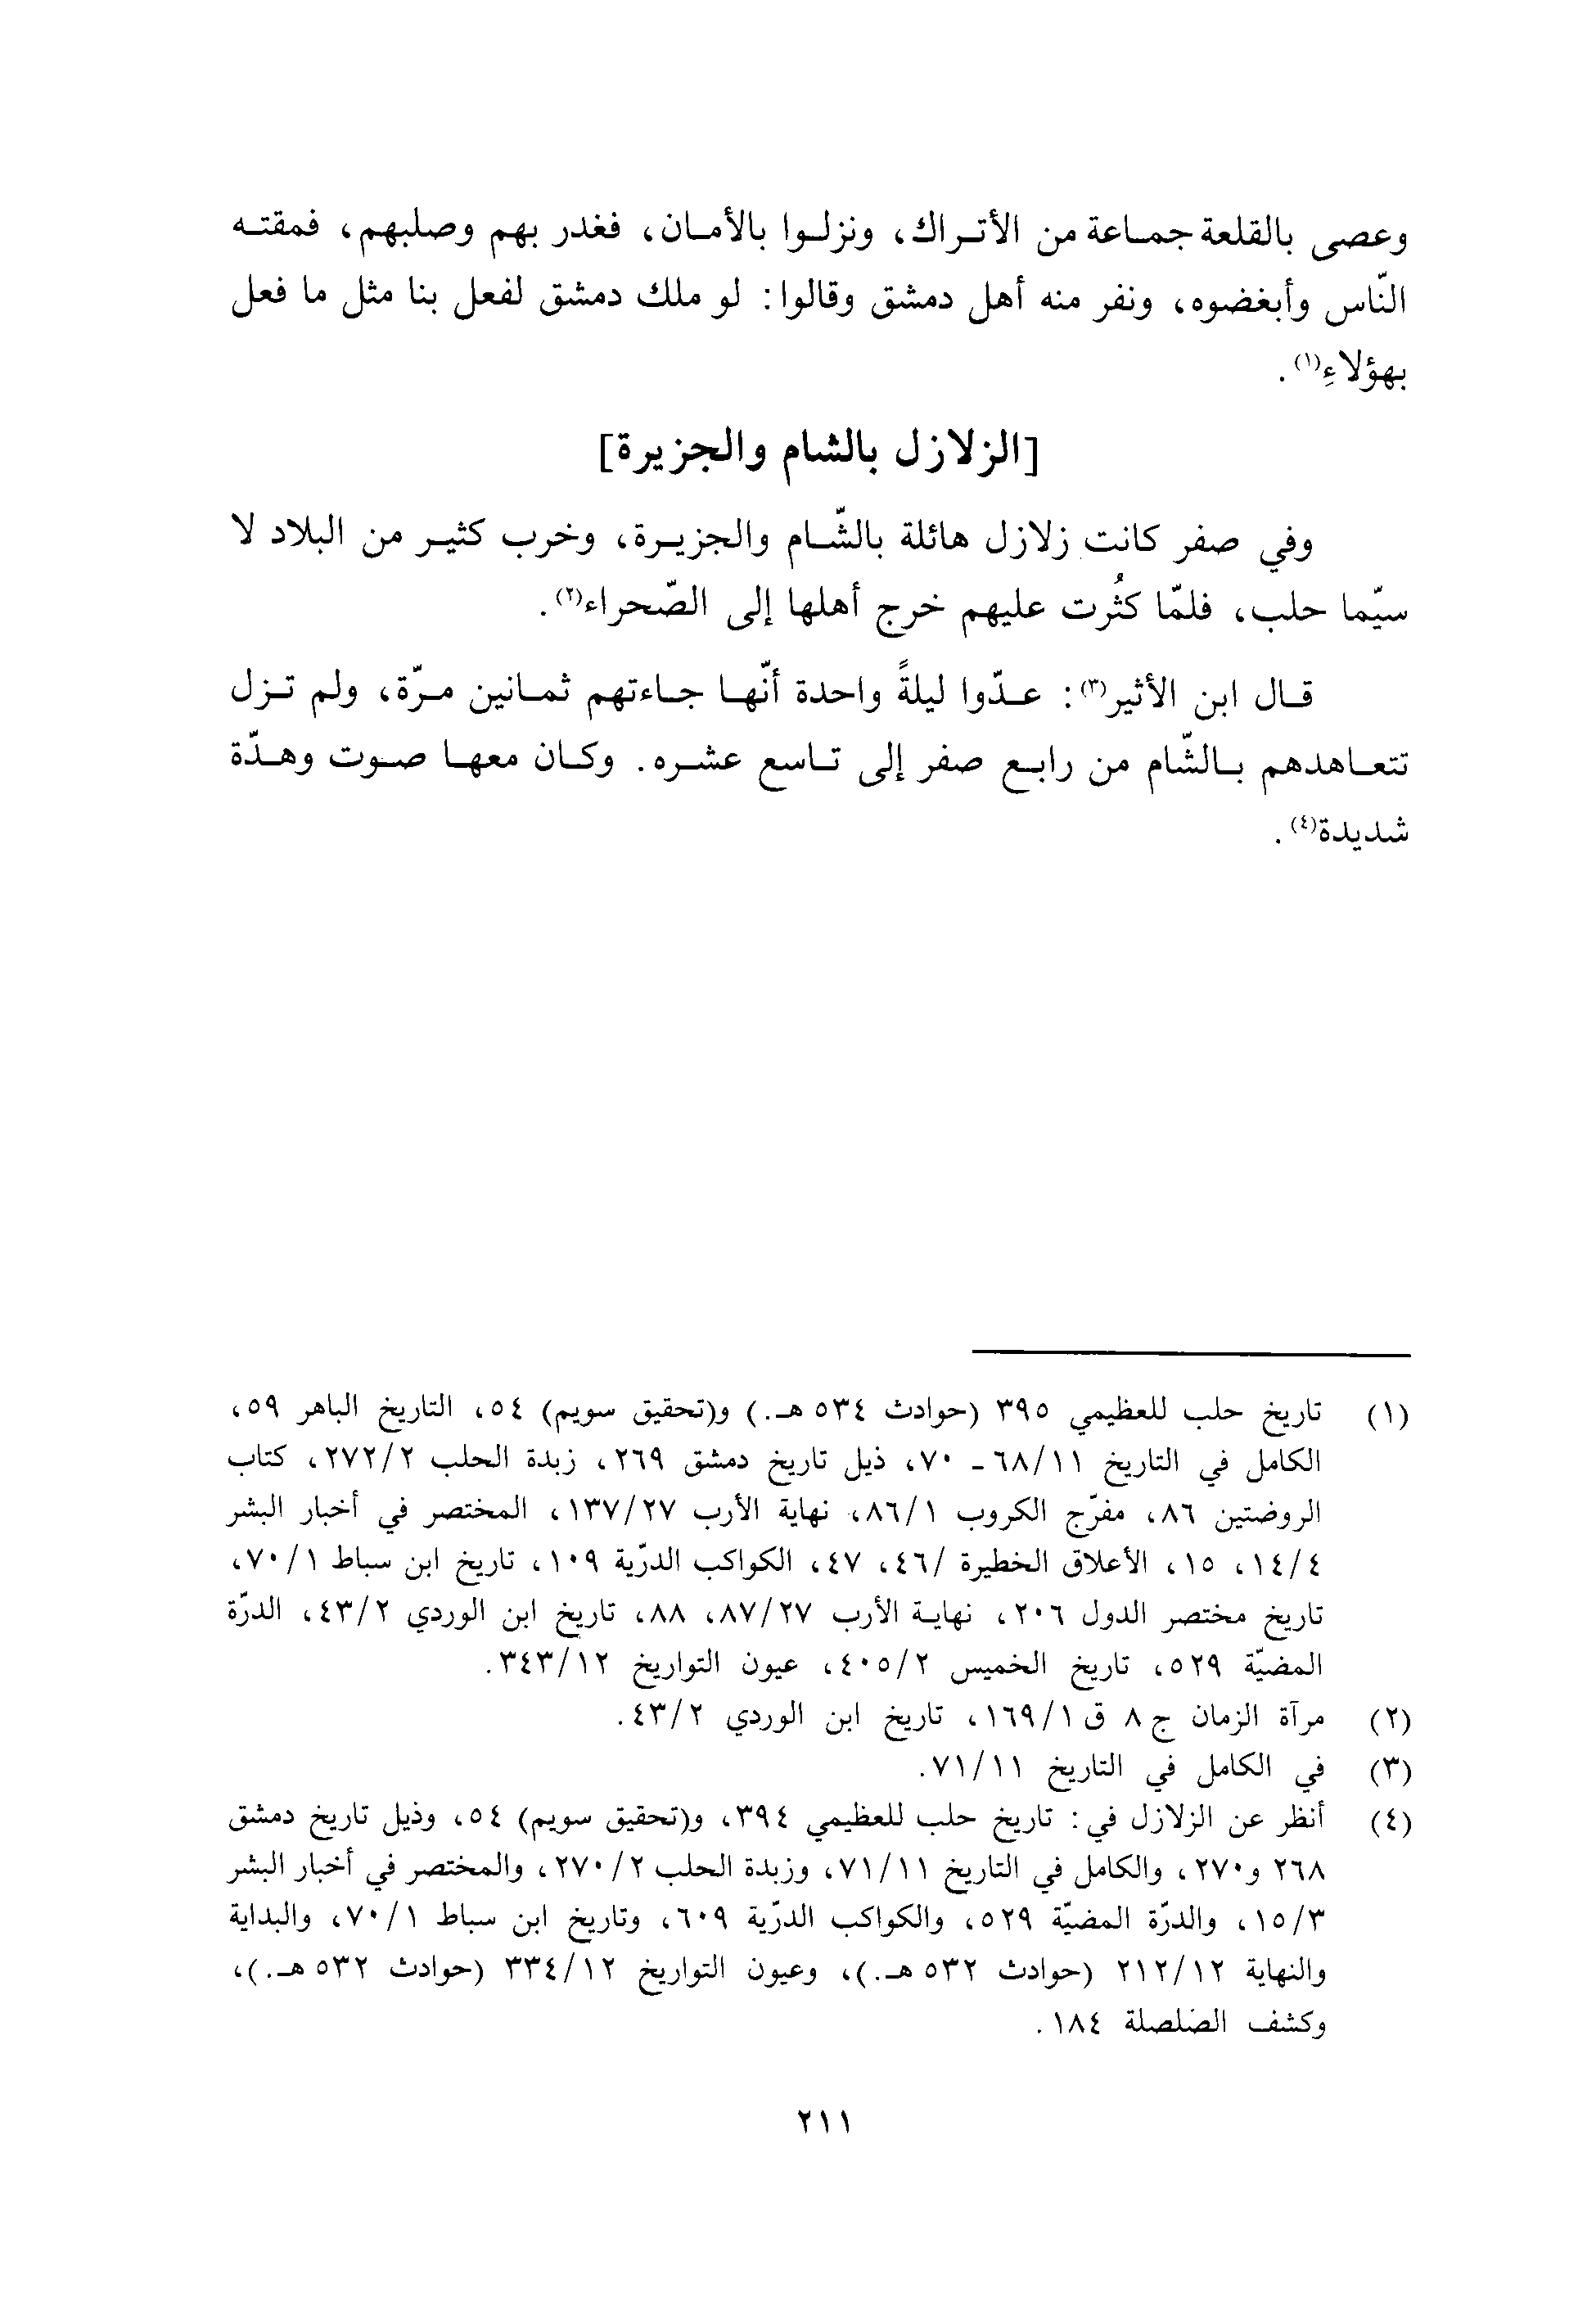 وعصى بالقلعة جماعة من الأتراك، ونزلوا بالأمان، فغدر بهم وصلبهم، فمقته
النّاس وأبغضوه، ونفر منه أهل دمشق وقالوا: لو ملك دمشق لفعل بنا مثل ما فعل
بهؤلاءِ(١).
[الزلازل بالشام والجزيرة]
وفي صفر كانت زلازل هائلة بالشّام والجزيرة، وخرب كثير من البلاد لا
سيّما حلب، فلمّا كثُرت عليهم خرج أهلها إلى الصّحراء(٢).
قال ابن الأثير(٣): عدّوا ليلةً واحدة أنّها جاءتهم ثمانين مرّة، ولم تزل
تتعاهدهم بالشّام من رابع صفر إلى تاسع عشره. وكان معها صوت وهدّة
شديدة(٤).
(١) تاريخ حلب للعظيمي ٣٩٥ (حوادث ٥٣٤ هـ.) و(تحقيق سويم) ٥٤، التاريخ الباهر ٥٩،
الكامل في التاريخ ٦٨/١١ ـ ٧٠، ذيل تاريخ دمشق ٢٦٩، زبدة الحلب ٢٧٢/٢، كتاب
الروضتين ٨٦، مفرّج الكروب ٨٦/١، نهاية الأرب ١٣٧/٢٧، المختصر في أخبار البشر
١٤/٤، ١٥، الأعلاق الخطيرة /٤٦، ٤٧، الكواكب الدرّية ١٠٩، تاريخ ابن سباط ٧٠/١،
تاريخ مختصر الدول ٢٠٦، نهاية الأرب ٨٧/٢٧، ٨٨، تاريخ ابن الوردي ٤٣/٢، الدرّة
المضيّة ٥٢٩، تاريخ الخميس ٤٠٥/٢، عيون التواريخ ٣٤٣/١٢.
(٢) مرآة الزمان ج ٨ ق ١٦٩/١، تاريخ ابن الوردي ٤٣/٢.
(٣) في الكامل في التاريخ ٧١/١١.
(٤) أنظر عن الزلازل في: تاريخ حلب للعظيمي ٣٩٤، و(تحقيق سويم) ٥٤، وذيل تاريخ دمشق
٢٦٨ و٢٧٠، والكامل في التاريخ ٧١/١١، وزبدة الحلب ٢٧٠/٢، والمختصر في أخبار البشر
١٥/٣، والدرّة المضيّة ٥٢٩، والكواكب الدرّية ٦٠٩، وتاريخ ابن سباط ٧٠/١، والبداية
والنهاية ٢١٢/١٢ (حوادث ٥٣٢ هـ.)، وعيون التواريخ ٣٣٤/١٢ (حوادث ٥٣٢ هـ.)،
وكشف الصلصلة ١٨٤.
٢١١